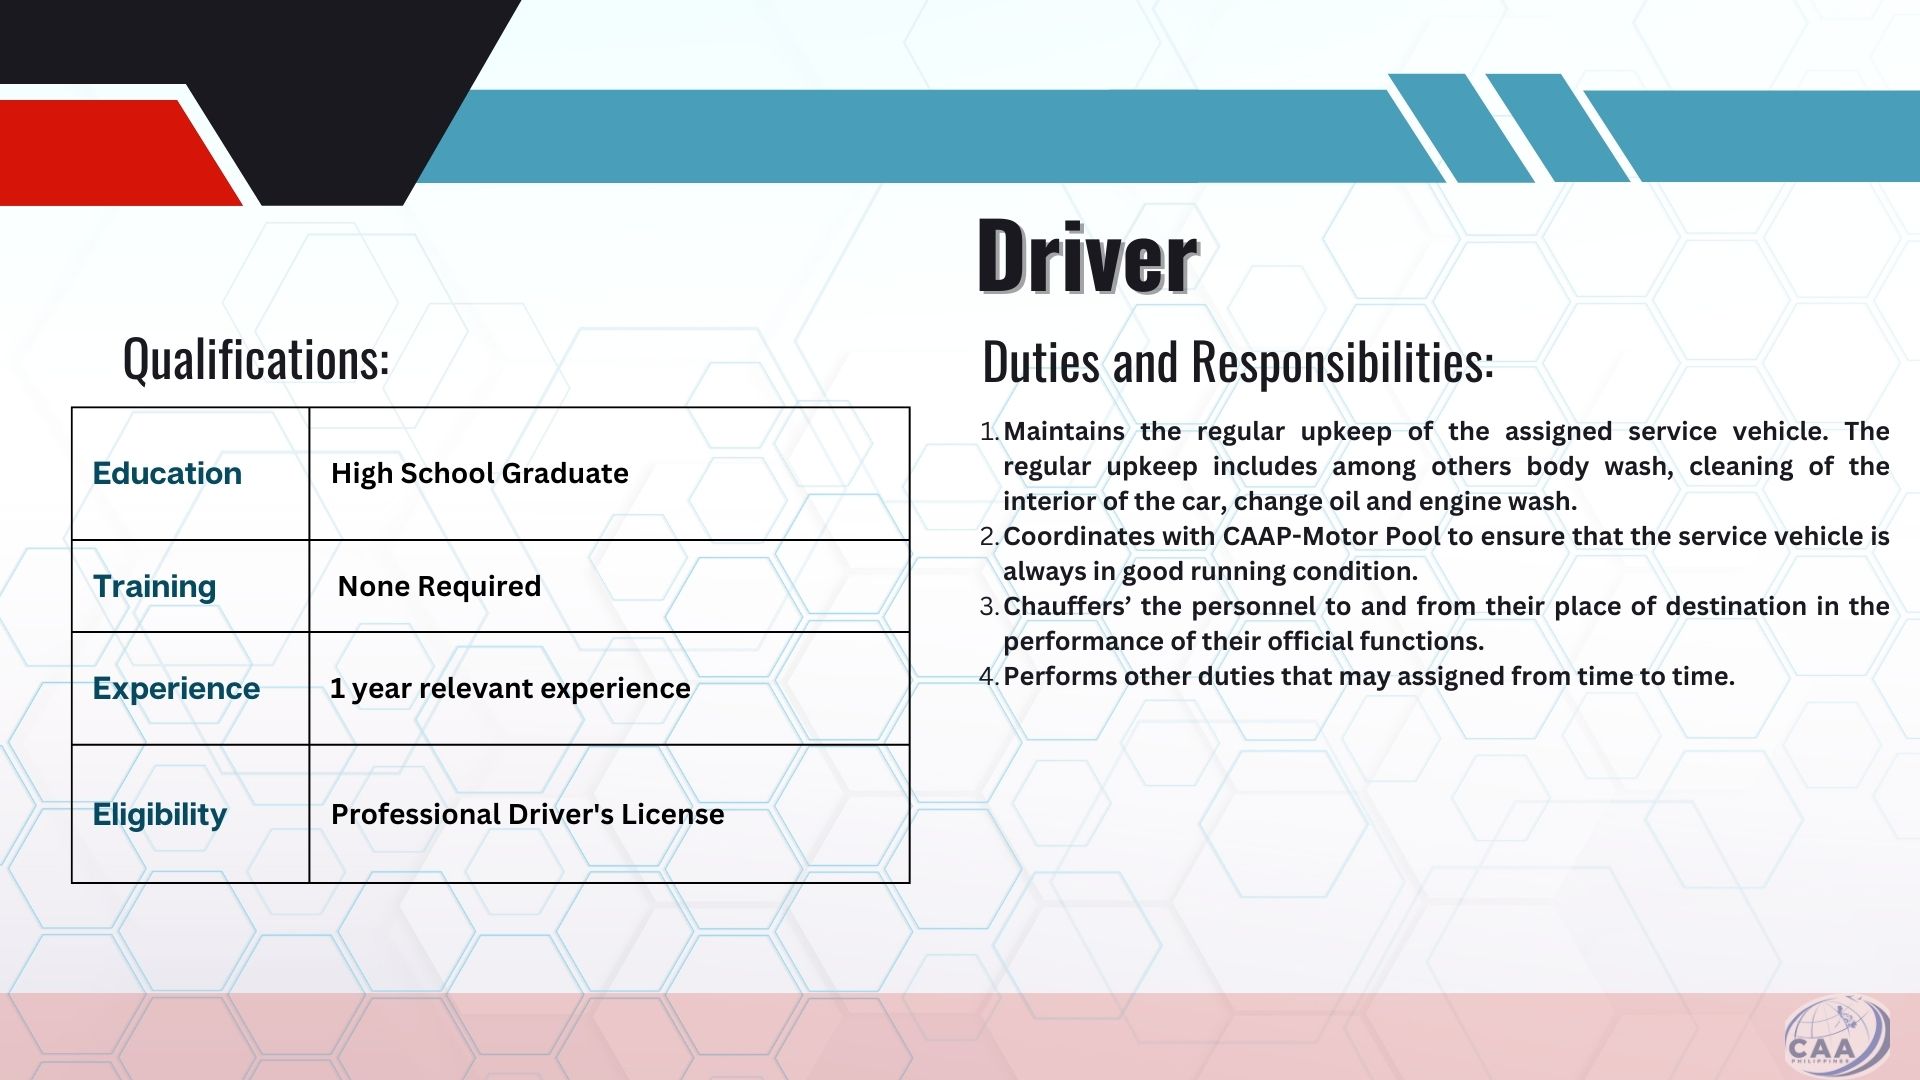 Driver
Qualifications:
Education
High School Graduate
Training
None Required
Experience
1 year relevant experience
Eligibility
Professional Driver's License
Duties and Responsibilities:
1. Maintains the regular upkeep of the assigned service vehicle. The
regular upkeep includes among others body wash, cleaning of the
interior of the car, change oil and engine wash.
2. Coordinates with CAAP-Motor Pool to ensure that the service vehicle is
always in good running condition.
3. Chauffers’ the personnel to and from their place of destination in the
performance of their official functions.
4. Performs other duties that may assigned from time to time.
CAA
PHILIPPINES